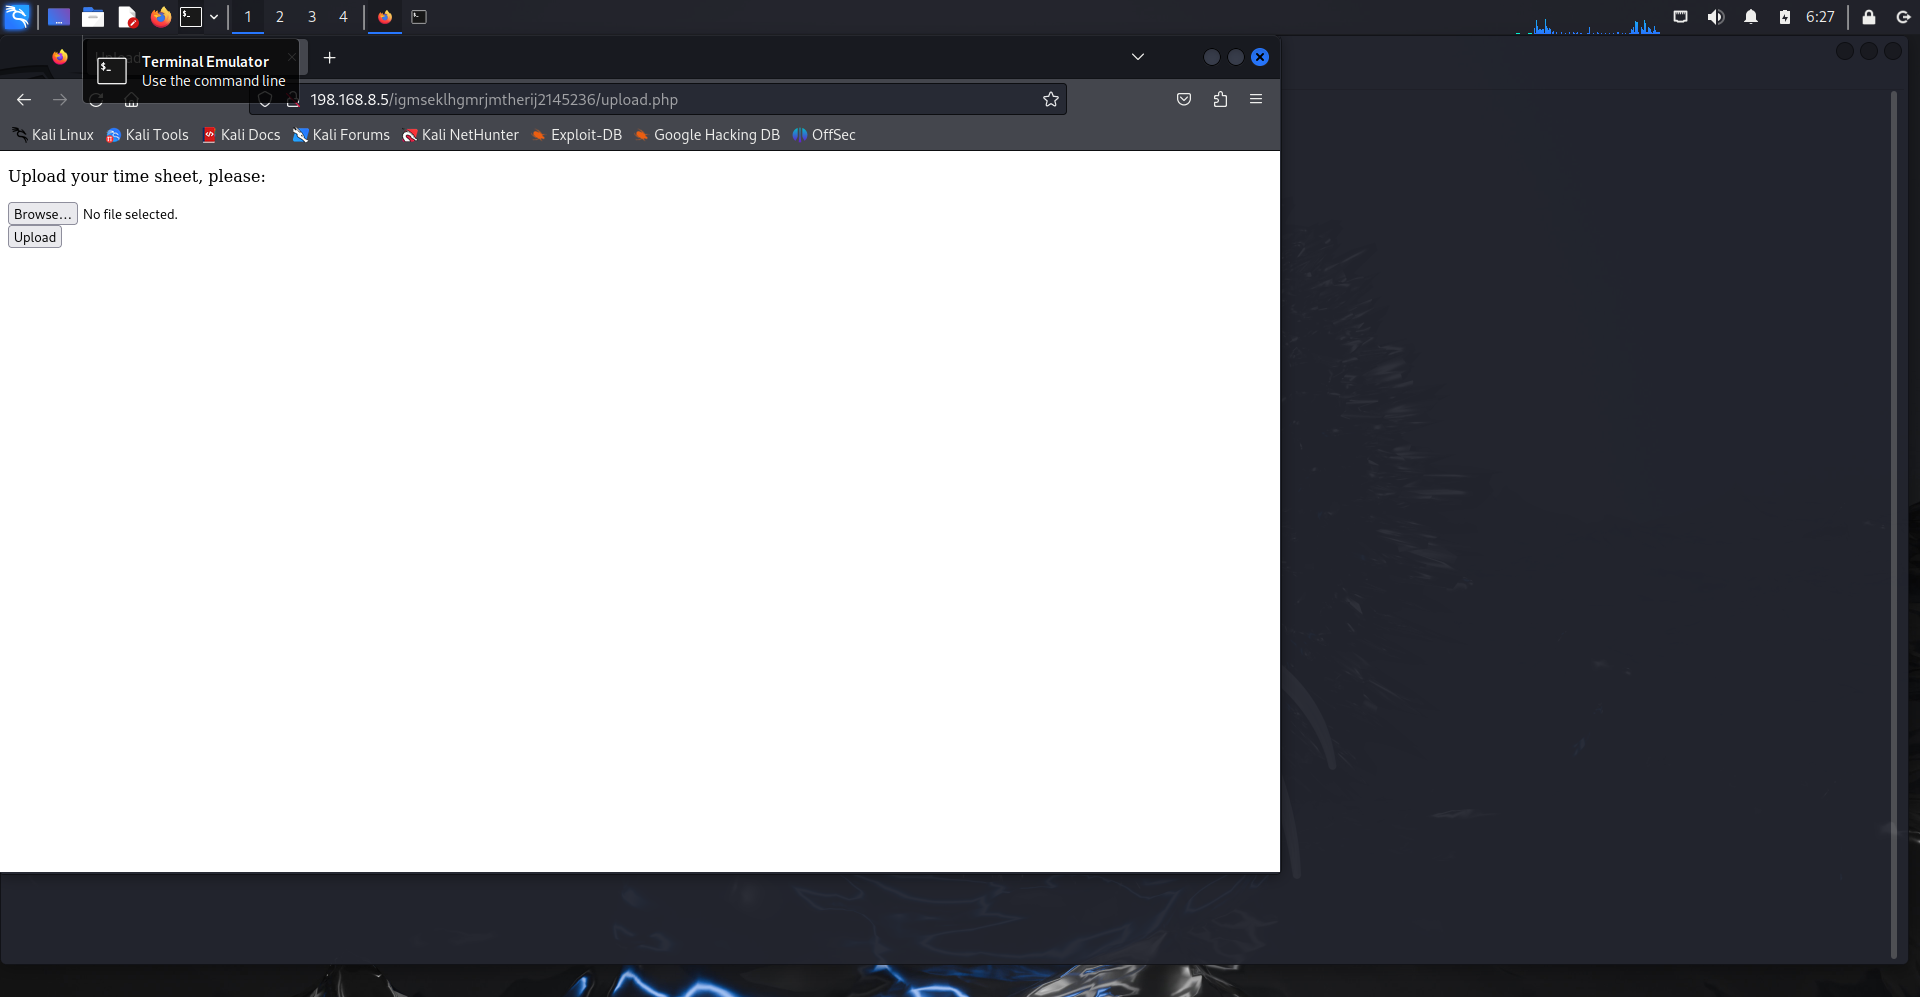 1 2 3 4 6:27
Upload
Terminal Emulator
Use the command line
198.168.8.5/igmseklhgmrjmtherij2145236/upload.php
Kali Linux Kali Tools Kali Docs Kali Forums Kali NetHunter Exploit-DB Google Hacking DB OffSec
Upload your time sheet, please:
Browse... No file selected.
Upload